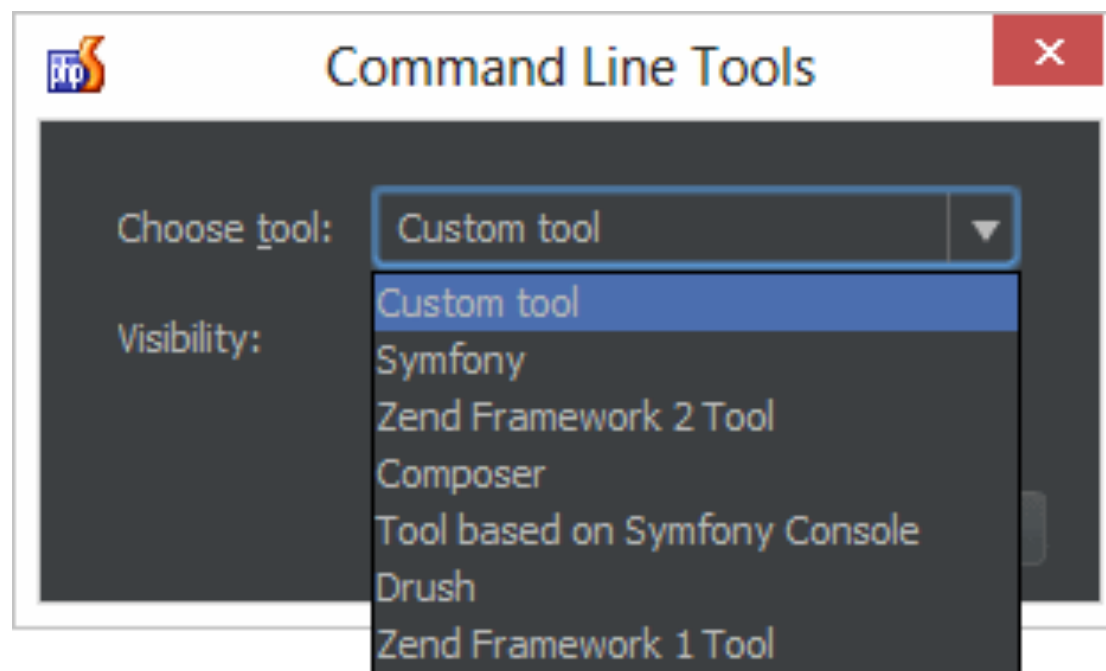 php
Command Line Tools
Choose tool: Custom tool
Custom tool
Visibility:
Symfony
Zend Framework 2 Tool
Composer
Tool based on Symfony Console
Drush
Zend Framework 1 Tool